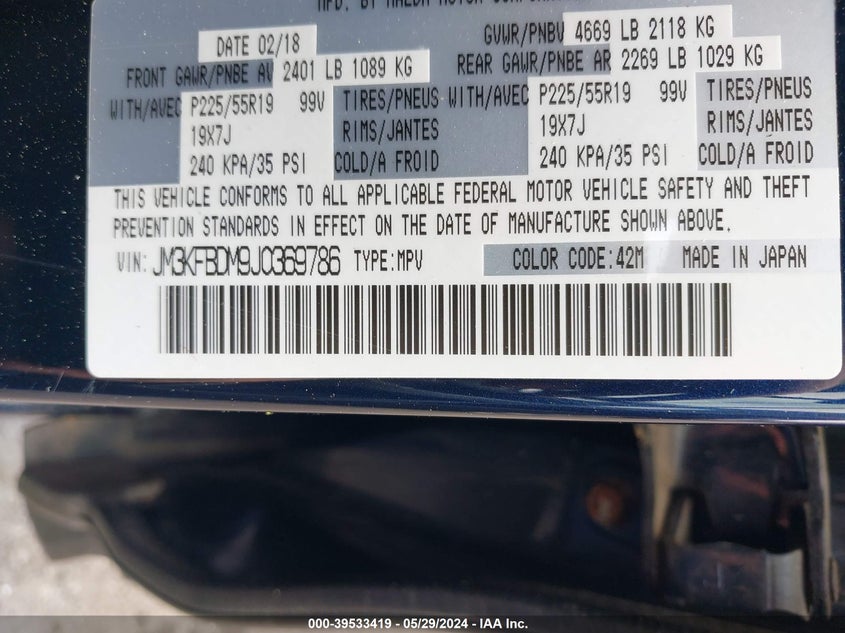 MFD. BY MAZDA MOTOR CORPORATION
DATE 02/18
GVWR/PNBV 4669 LB 2118 KG
FRONT GAWR/PNBE AV 2401 LB 1089 KG
REAR GAWR/PNBE AR 2269 LB 1029 KG
WITH/AVEC P225/55R19 99V TIRES/PNEUS WITH/AVEC P225/55R19 99V TIRES/PNEUS
19X7J RIMS/JANTES 19X7J RIMS/JANTES
240 KPA/35 PSI COLD/A FROID 240 KPA/35 PSI COLD/A FROID
THIS VEHICLE CONFORMS TO ALL APPLICABLE FEDERAL MOTOR VEHICLE SAFETY AND THEFT
PREVENTION STANDARDS IN EFFECT ON THE DATE OF MANUFACTURE SHOWN ABOVE.
VIN: JM3KFBDM9J0369786 TYPE:MPV COLOR CODE:42M MADE IN JAPAN
000-39533419 • 05/29/2024 - IAA Inc.